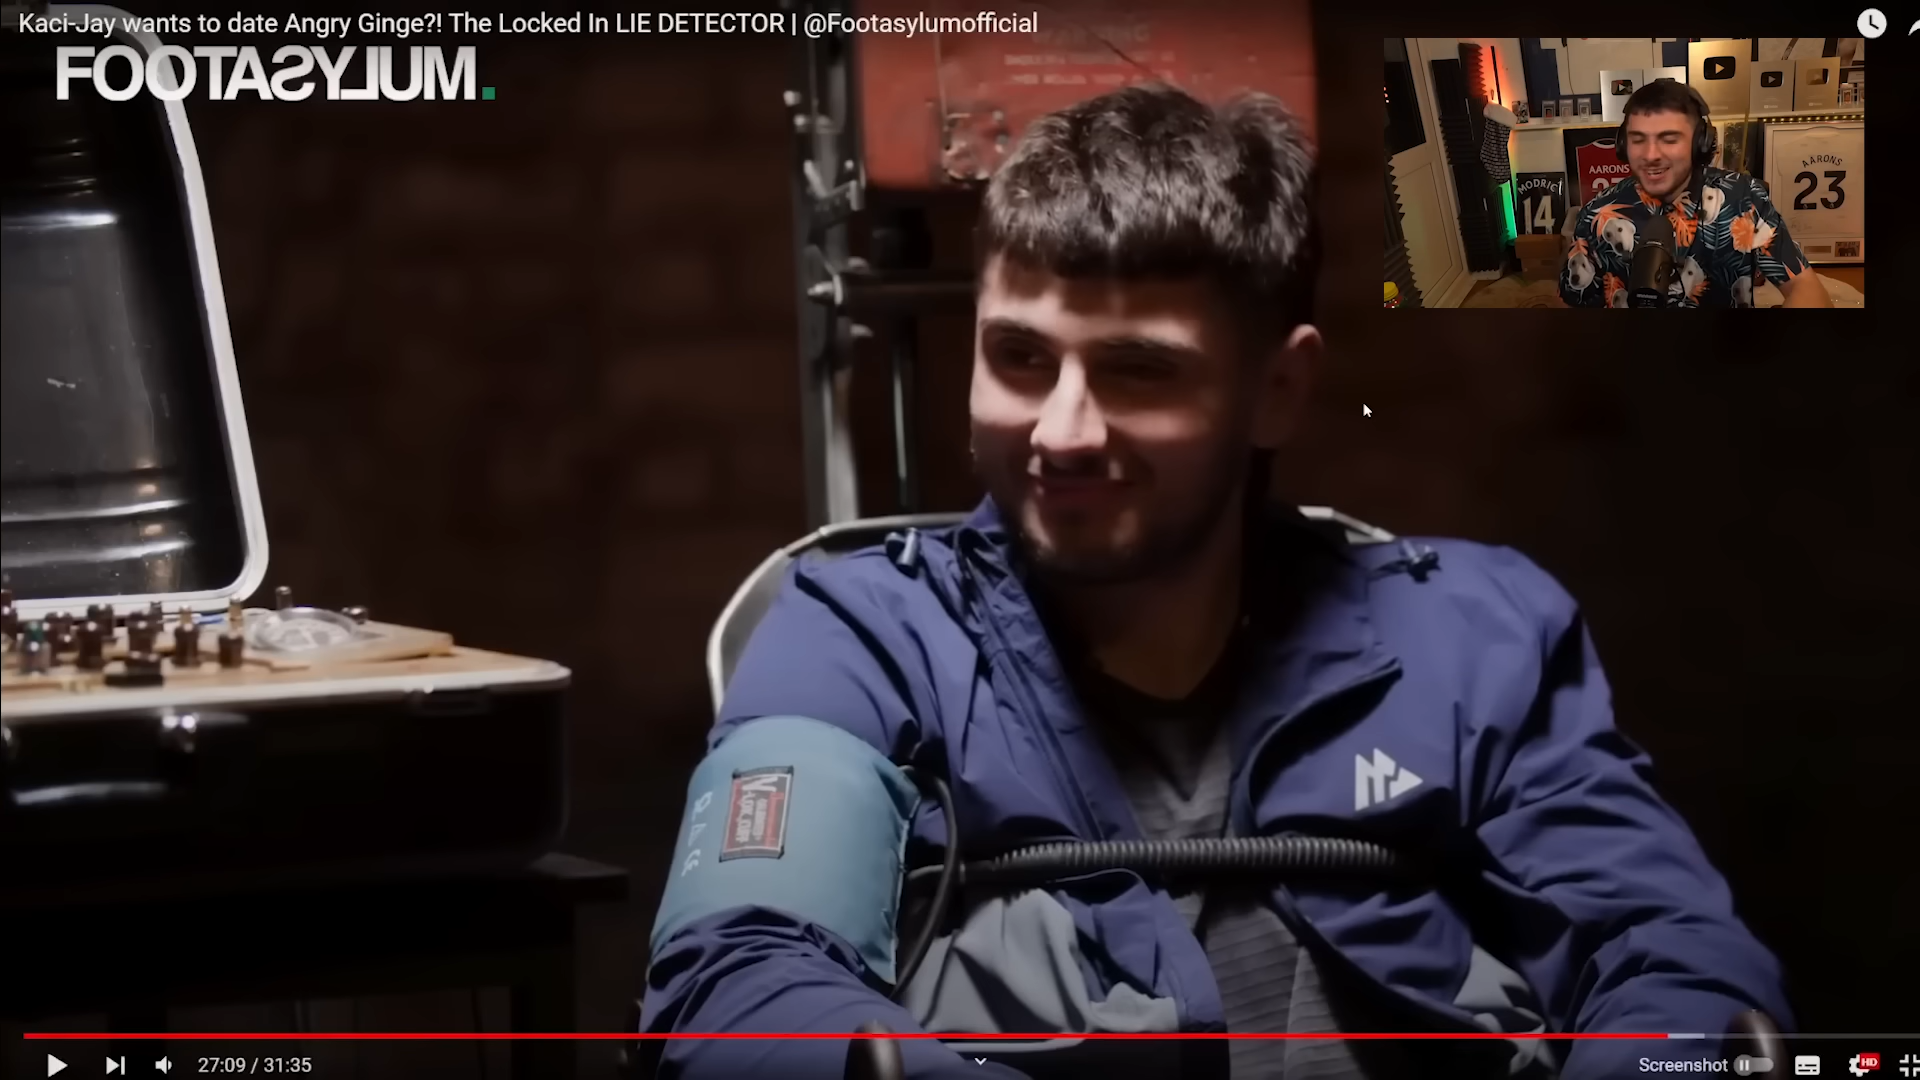 Kaci-Jay wants to date Angry Ginge?! The Locked In LIE DETECTOR | @Footasylumofficial
FOOTASYLUM.
AARONS
MODRIC
14
AARONS
23
27:09 / 31:35
Screenshot
HD